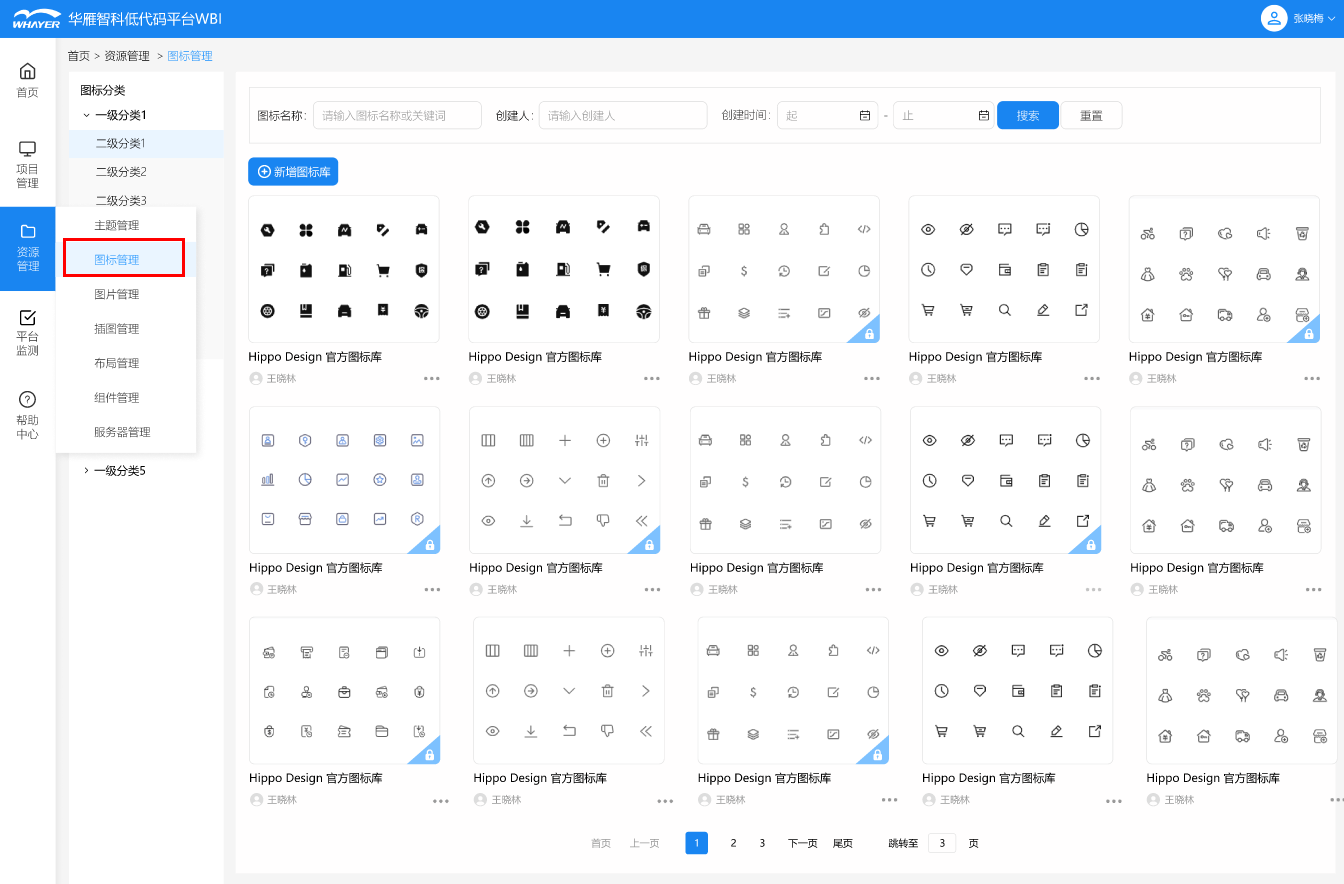 WHAYER 华雁智科低代码平台WBI
张晓梅
首页 > 资源管理 > 图标管理
首页
项目
管理
资源
管理
平台
监测
帮助
中心
图标分类
一级分类1
二级分类1
二级分类2
二级分类3
主题管理
图标管理
图片管理
插图管理
布局管理
组件管理
服务器管理
一级分类5
图标名称: 请输入图标名称或关键词 创建人: 请输入创建人 创建时间: 起 - 止 搜索 重置
新增图标库
Hippo Design 官方图标库
王晓林
Hippo Design 官方图标库
王晓林
Hippo Design 官方图标库
王晓林
Hippo Design 官方图标库
王晓林
Hippo Design 官方图标库
王晓林
Hippo Design 官方图标库
王晓林
Hippo Design 官方图标库
王晓林
Hippo Design 官方图标库
王晓林
Hippo Design 官方图标库
王晓林
Hippo Design 官方图标库
王晓林
Hippo Design 官方图标库
王晓林
Hippo Design 官方图标库
王晓林
Hippo Design 官方图标库
王晓林
Hippo Design 官方图标库
王晓林
Hippo Design 官方图标库
王晓林
首页 上一页 1 2 3 下一页 尾页 跳转至 3 页